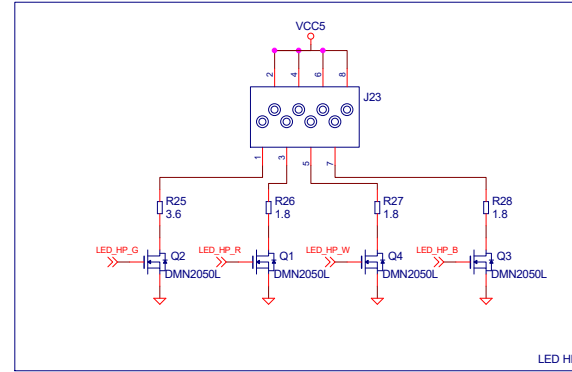 VCC5
2 4 6 8
J23
1 3 5 7
R25 R26 R27 R28
3.6 1.8 1.8 1.8
LED_HP_G LED_HP_R LED_HP_W LED_HP_B
Q2 Q1 Q4 Q3
DMN2050L DMN2050L DMN2050L DMN2050L